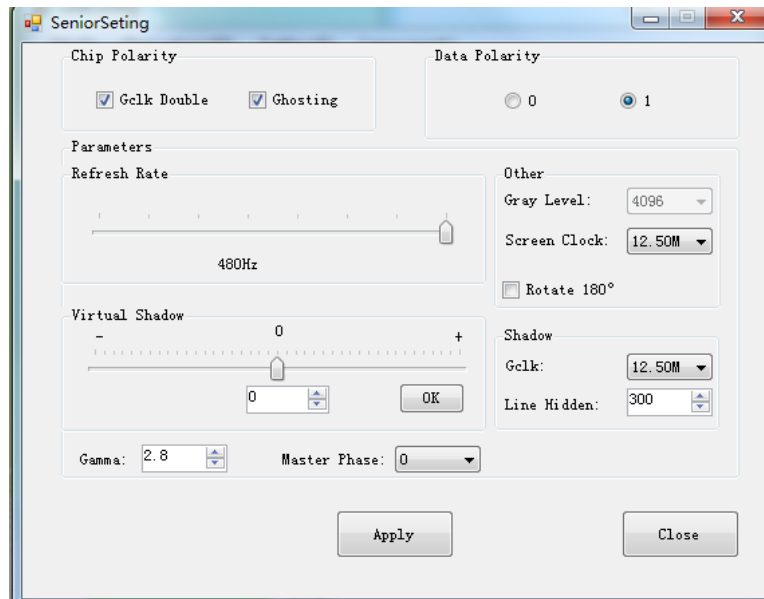 SeniorSeting
Chip Polarity
Gclk Double
Ghosting
Data Polarity
0
1
Parameters
Refresh Rate
480Hz
Other
Gray Level:
4096
Screen Clock:
12.50M
Rotate 180°
Virtual Shadow
-
0
+
0
OK
Shadow
Gclk:
12.50M
Line Hidden:
300
Gamma:
2.8
Master Phase:
0
Apply
Close